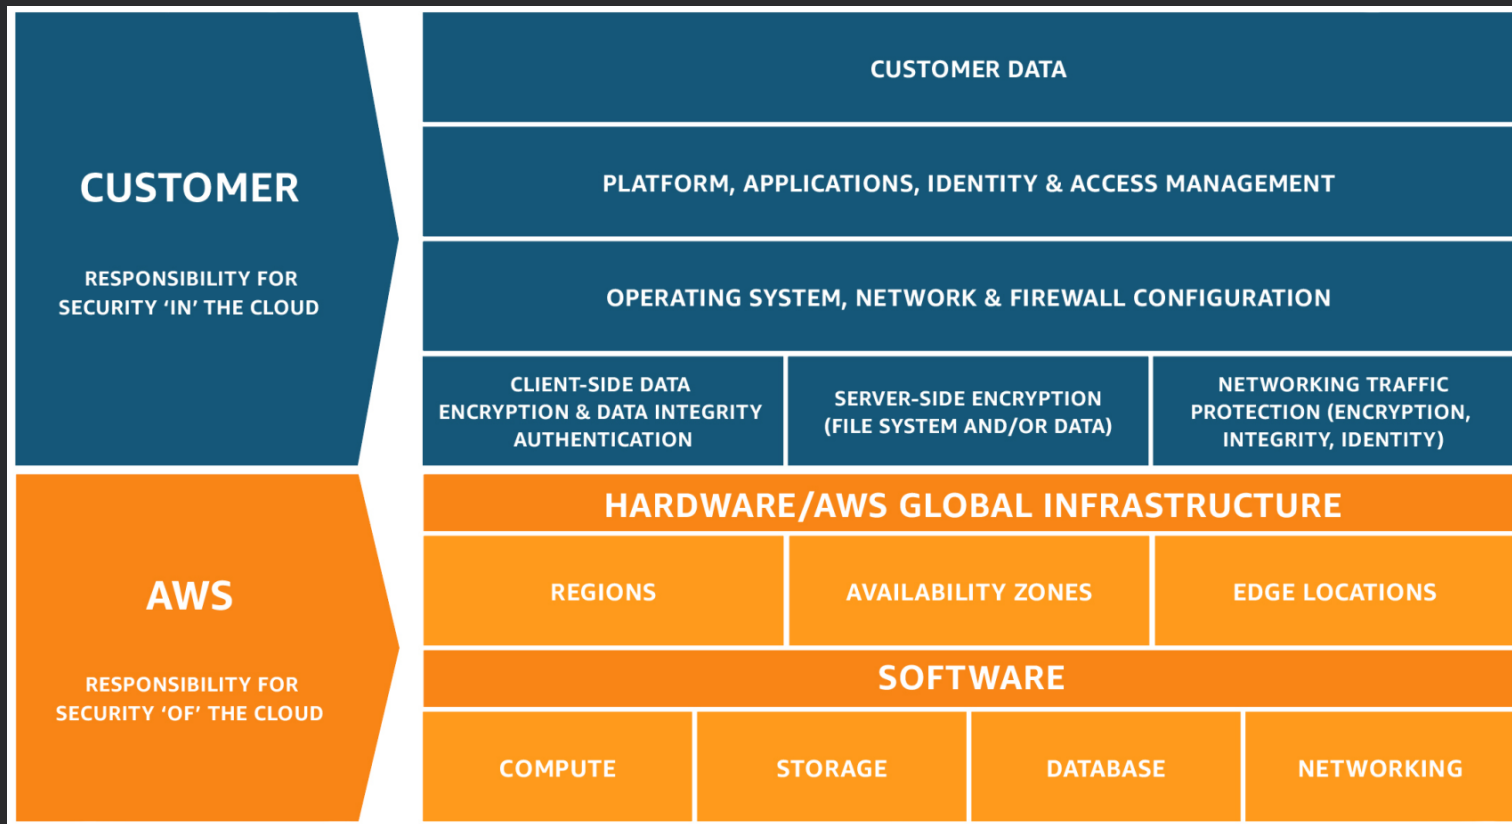 CUSTOMER
RESPONSIBILITY FOR
SECURITY ‘IN’ THE CLOUD
CUSTOMER DATA
PLATFORM, APPLICATIONS, IDENTITY & ACCESS MANAGEMENT
OPERATING SYSTEM, NETWORK & FIREWALL CONFIGURATION
CLIENT-SIDE DATA
ENCRYPTION & DATA INTEGRITY
AUTHENTICATION
SERVER-SIDE ENCRYPTION
(FILE SYSTEM AND/OR DATA)
NETWORKING TRAFFIC
PROTECTION (ENCRYPTION,
INTEGRITY, IDENTITY)
AWS
RESPONSIBILITY FOR
SECURITY ‘OF’ THE CLOUD
HARDWARE/AWS GLOBAL INFRASTRUCTURE
REGIONS
AVAILABILITY ZONES
EDGE LOCATIONS
SOFTWARE
COMPUTE
STORAGE
DATABASE
NETWORKING